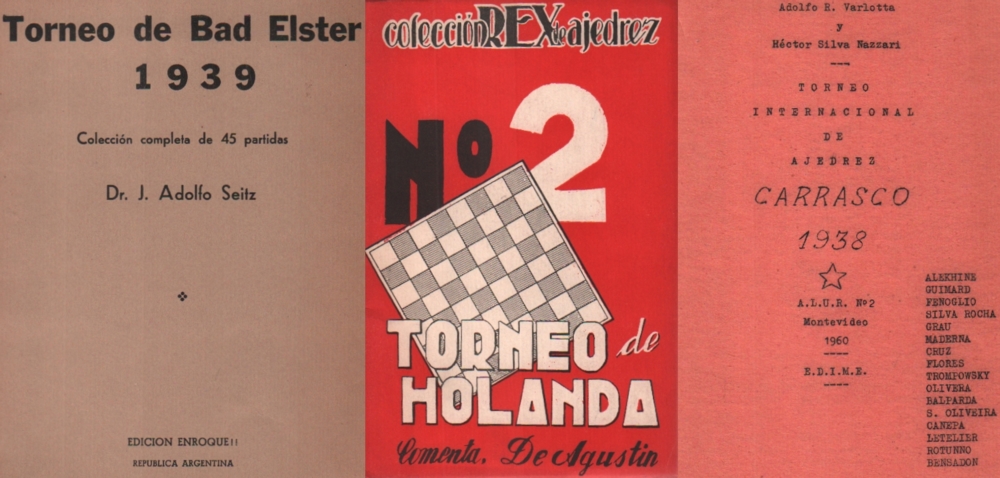 Torneo de Bad Elster
1939
Colección completa de 45 partidas
Dr. J. Adolfo Seitz
EDICION ENROQUE!!
REPUBLICA ARGENTINA
colección REX de ajedrez
Nº 2
TORNEO de
HOLANDA
Comenta. De Agustin
Adolfo R. Varlotta
y
Héctor Silva Nazzari
TORNEO
INTERNACIONAL
DE
AJEDREZ
CARRASCO
1938
A.L.U.R. Nº2
Montevideo
1960
E.D.I.M.E.
ALEKHINE
GUIMARD
FENOGLIO
SILVA ROCHA
GRAU
MADERNA
CRUZ
FLORES
TROMPOWSKY
OLIVERA
BALPARDA
S. OLIVEIRA
CANEPA
LETELIER
ROTUNNO
BENSADON